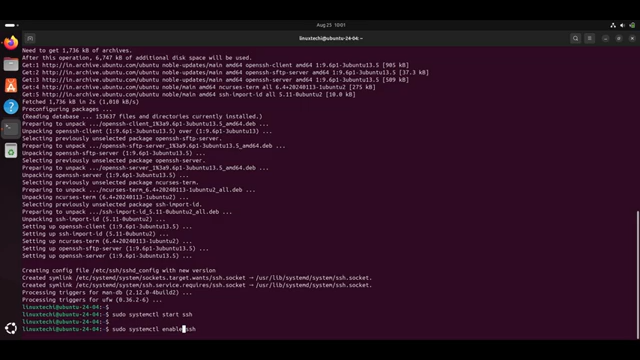 Aug 25 10:01
linuxtechi@ubuntu-24-04: ~
Need to get 1,736 kB of archives.
After this operation, 6,747 kB of additional disk space will be used.
Get:1 http://in.archive.ubuntu.com/ubuntu noble-updates/main amd64 openssh-client amd64 1:9.6p1-3ubuntu13.5 [905 kB]
Get:2 http://in.archive.ubuntu.com/ubuntu noble-updates/main amd64 openssh-sftp-server amd64 1:9.6p1-3ubuntu13.5 [37.3 kB]
Get:3 http://in.archive.ubuntu.com/ubuntu noble-updates/main amd64 openssh-server amd64 1:9.6p1-3ubuntu13.5 [509 kB]
Get:4 http://in.archive.ubuntu.com/ubuntu noble/main amd64 ncurses-term all 6.4+20240113-1ubuntu2 [275 kB]
Get:5 http://in.archive.ubuntu.com/ubuntu noble/main amd64 ssh-import-id all 5.11-0ubuntu2 [10.0 kB]
Fetched 1,736 kB in 2s (1,010 kB/s)
Preconfiguring packages ...
(Reading database ... 153637 files and directories currently installed.)
Preparing to unpack .../openssh-client_1%3a9.6p1-3ubuntu13.5_amd64.deb ...
Unpacking openssh-client (1:9.6p1-3ubuntu13.5) over (1:9.6p1-3ubuntu13) ...
Selecting previously unselected package openssh-sftp-server.
Preparing to unpack .../openssh-sftp-server_1%3a9.6p1-3ubuntu13.5_amd64.deb ...
Unpacking openssh-sftp-server (1:9.6p1-3ubuntu13.5) ...
Selecting previously unselected package openssh-server.
Preparing to unpack .../openssh-server_1%3a9.6p1-3ubuntu13.5_amd64.deb ...
Unpacking openssh-server (1:9.6p1-3ubuntu13.5) ...
Selecting previously unselected package ncurses-term.
Preparing to unpack .../ncurses-term_6.4+20240113-1ubuntu2_all.deb ...
Unpacking ncurses-term (6.4+20240113-1ubuntu2) ...
Selecting previously unselected package ssh-import-id.
Preparing to unpack .../ssh-import-id_5.11-0ubuntu2_all.deb ...
Unpacking ssh-import-id (5.11-0ubuntu2) ...
Setting up openssh-client (1:9.6p1-3ubuntu13.5) ...
Setting up ssh-import-id (5.11-0ubuntu2) ...
Setting up ncurses-term (6.4+20240113-1ubuntu2) ...
Setting up openssh-sftp-server (1:9.6p1-3ubuntu13.5) ...
Setting up openssh-server (1:9.6p1-3ubuntu13.5) ...
Creating config file /etc/ssh/sshd_config with new version
Created symlink /etc/systemd/system/sockets.target.wants/ssh.socket → /usr/lib/systemd/system/ssh.socket.
Created symlink /etc/systemd/system/ssh.service.requires/ssh.socket → /usr/lib/systemd/system/ssh.socket.
Processing triggers for man-db (2.12.0-4build2) ...
Processing triggers for ufw (0.36.2-6) ...
linuxtechi@ubuntu-24-04:~$
linuxtechi@ubuntu-24-04:~$ sudo systemctl start ssh
linuxtechi@ubuntu-24-04:~$
linuxtechi@ubuntu-24-04:~$ sudo systemctl enable ssh